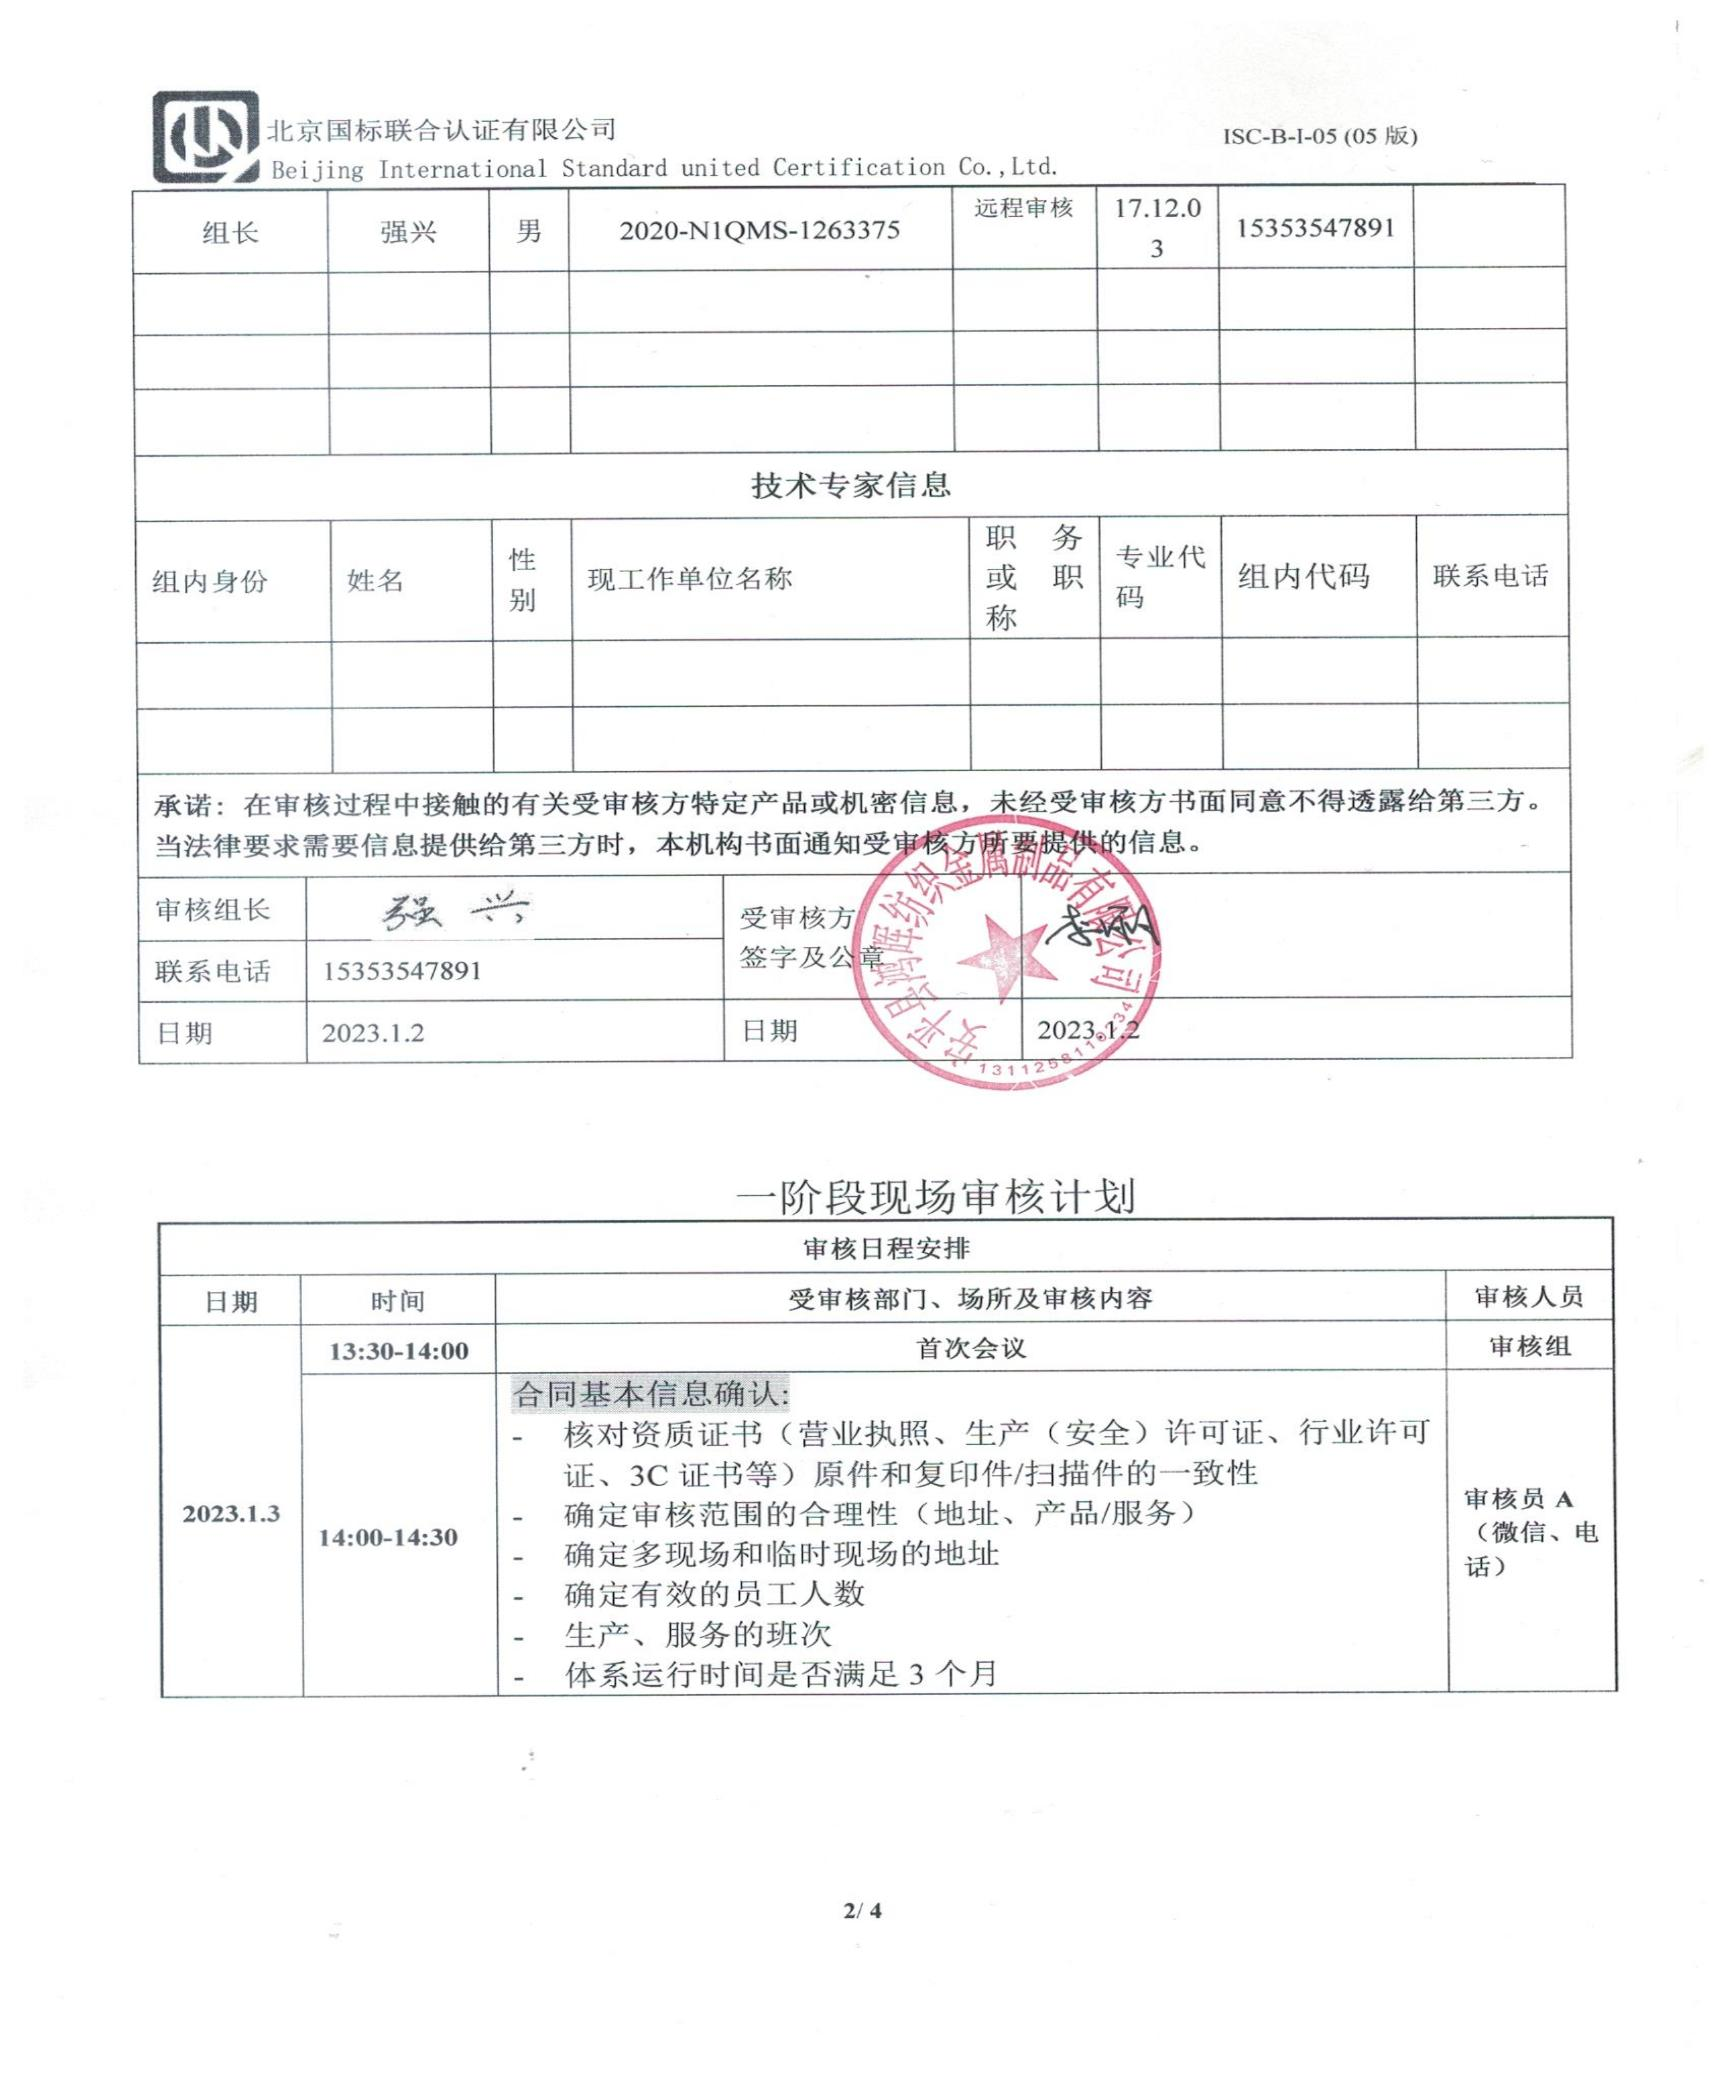 北京国标联合认证有限公司
ISC-B-I-05 (05 版)
Beijing International Standard united Certification Co.,Ltd.
组长 强兴 男 2020-N1QMS-1263375 远程审核 17.12.0 15353547891
3
技术专家信息
组内身份 姓名 性 现工作单位名称 职 务 专业代 组内代码 联系电话
别 或 职 码
称
承诺：在审核过程中接触的有关受审核方特定产品或机密信息，未经受审核方书面同意不得透露给第三方。
当法律要求需要信息提供给第三方时，本机构书面通知受审核方所要提供的信息。
审核组长 强 兴 受审核方
签字及公章
联系电话 15353547891
日期 2023.1.2 日期 2023.1.2
安平县鸿晖纺织金属制品有限公司
一阶段现场审核计划
审核日程安排
日期 时间 受审核部门、场所及审核内容 审核人员
13:30-14:00 首次会议 审核组
2023.1.3
14:00-14:30
合同基本信息确认:
- 核对资质证书（营业执照、生产（安全）许可证、行业许可
证、3C 证书等）原件和复印件/扫描件的一致性
- 确定审核范围的合理性（地址、产品/服务）
- 确定多现场和临时现场的地址
- 确定有效的员工人数
- 生产、服务的班次
- 体系运行时间是否满足 3 个月
审核员 A
（微信、电
话）
2/ 4